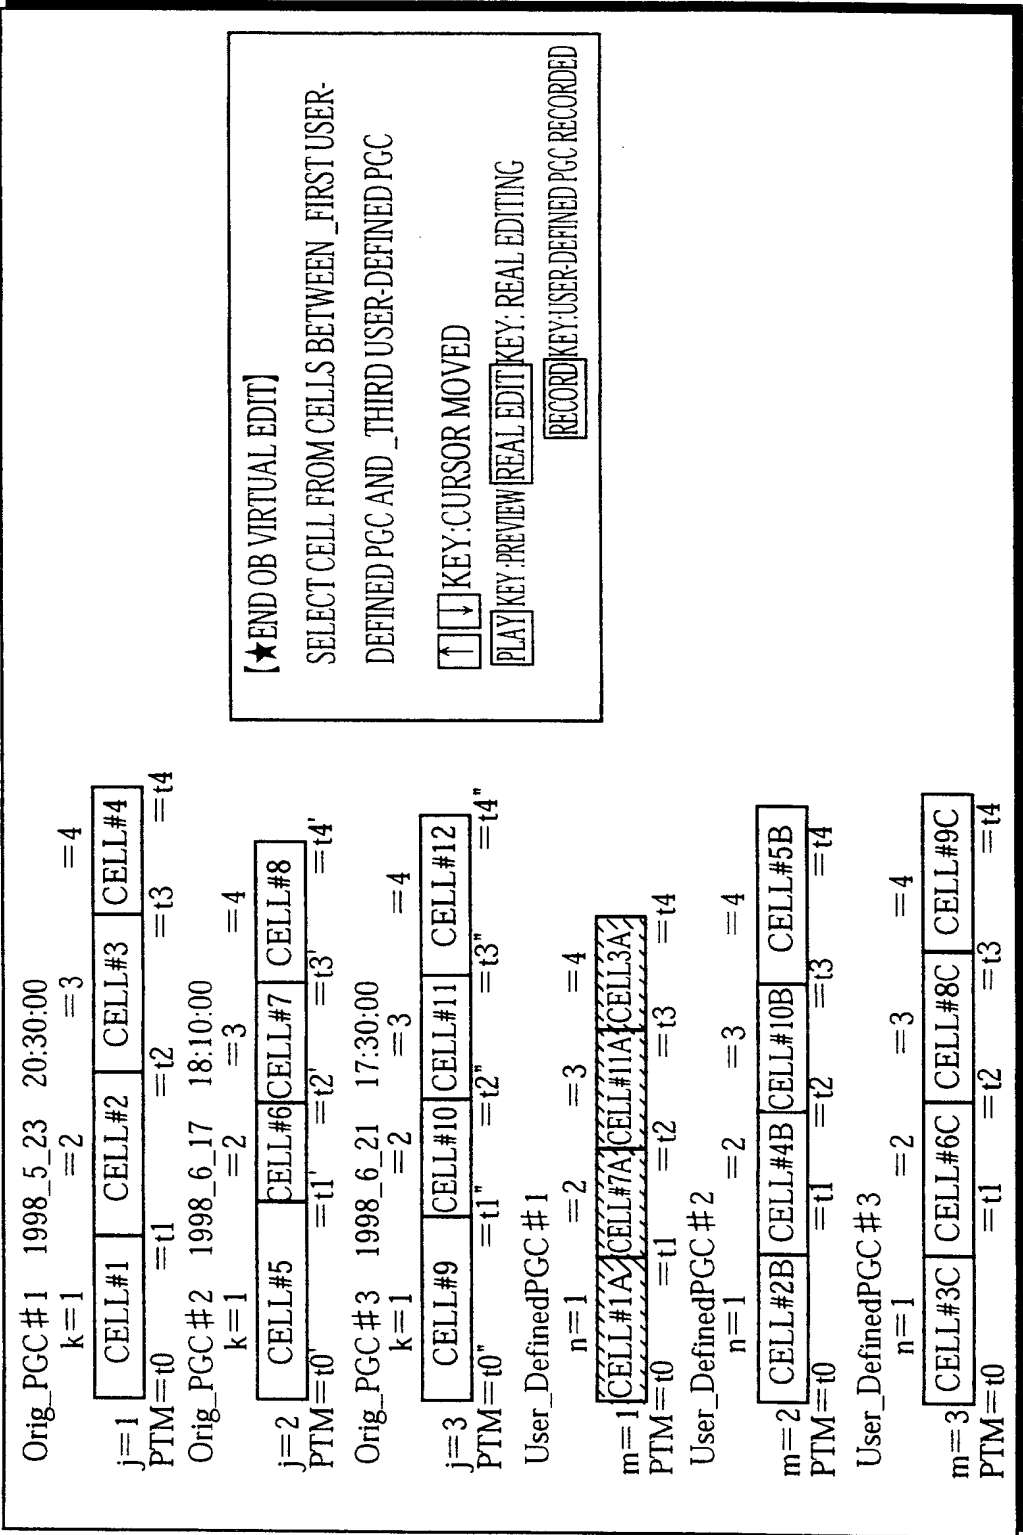 Orig_PGC#1 1998_5_23 20:30:00
k=1 =2 =3 =4
j=1 CELL#1 CELL#2 CELL#3 CELL#4
PTM=t0 =t1 =t2 =t3 =t4
Orig_PGC#2 1998_6_17 18:10:00
k=1 =2 =3 =4
j=2 CELL#5 CELL#6 CELL#7 CELL#8
PTM=t0' =t1' =t2' =t3' =t4'
Orig_PGC#3 1998_6_21 17:30:00
k=1 =2 =3 =4
j=3 CELL#9 CELL#10 CELL#11 CELL#12
PTM=t0" =t1" =t2" =t3" =t4"
User_DefinedPGC#1
n=1 =2 =3 =4
m=1 CELL#1A CELL#7A CELL#11A CELL3A
PTM=t0 =t1 =t2 =t3 =t4
User_DefinedPGC#2
n=1 =2 =3 =4
m=2 CELL#2B CELL#4B CELL#10B CELL#5B
PTM=t0 =t1 =t2 =t3 =t4
User_DefinedPGC#3
n=1 =2 =3 =4
m=3 CELL#3C CELL#6C CELL#8C CELL#9C
PTM=t0 =t1 =t2 =t3 =t4
[★END OB VIRTUAL EDIT]
SELECT CELL FROM CELLS BETWEEN _FIRST USER-
DEFINED PGC AND _THIRD USER-DEFINED PGC
↑ ↓ KEY:CURSOR MOVED
PLAY KEY:PREVIEW REAL EDIT KEY: REAL EDITING
RECORD KEY:USER-DEFINED PGC RECORDED